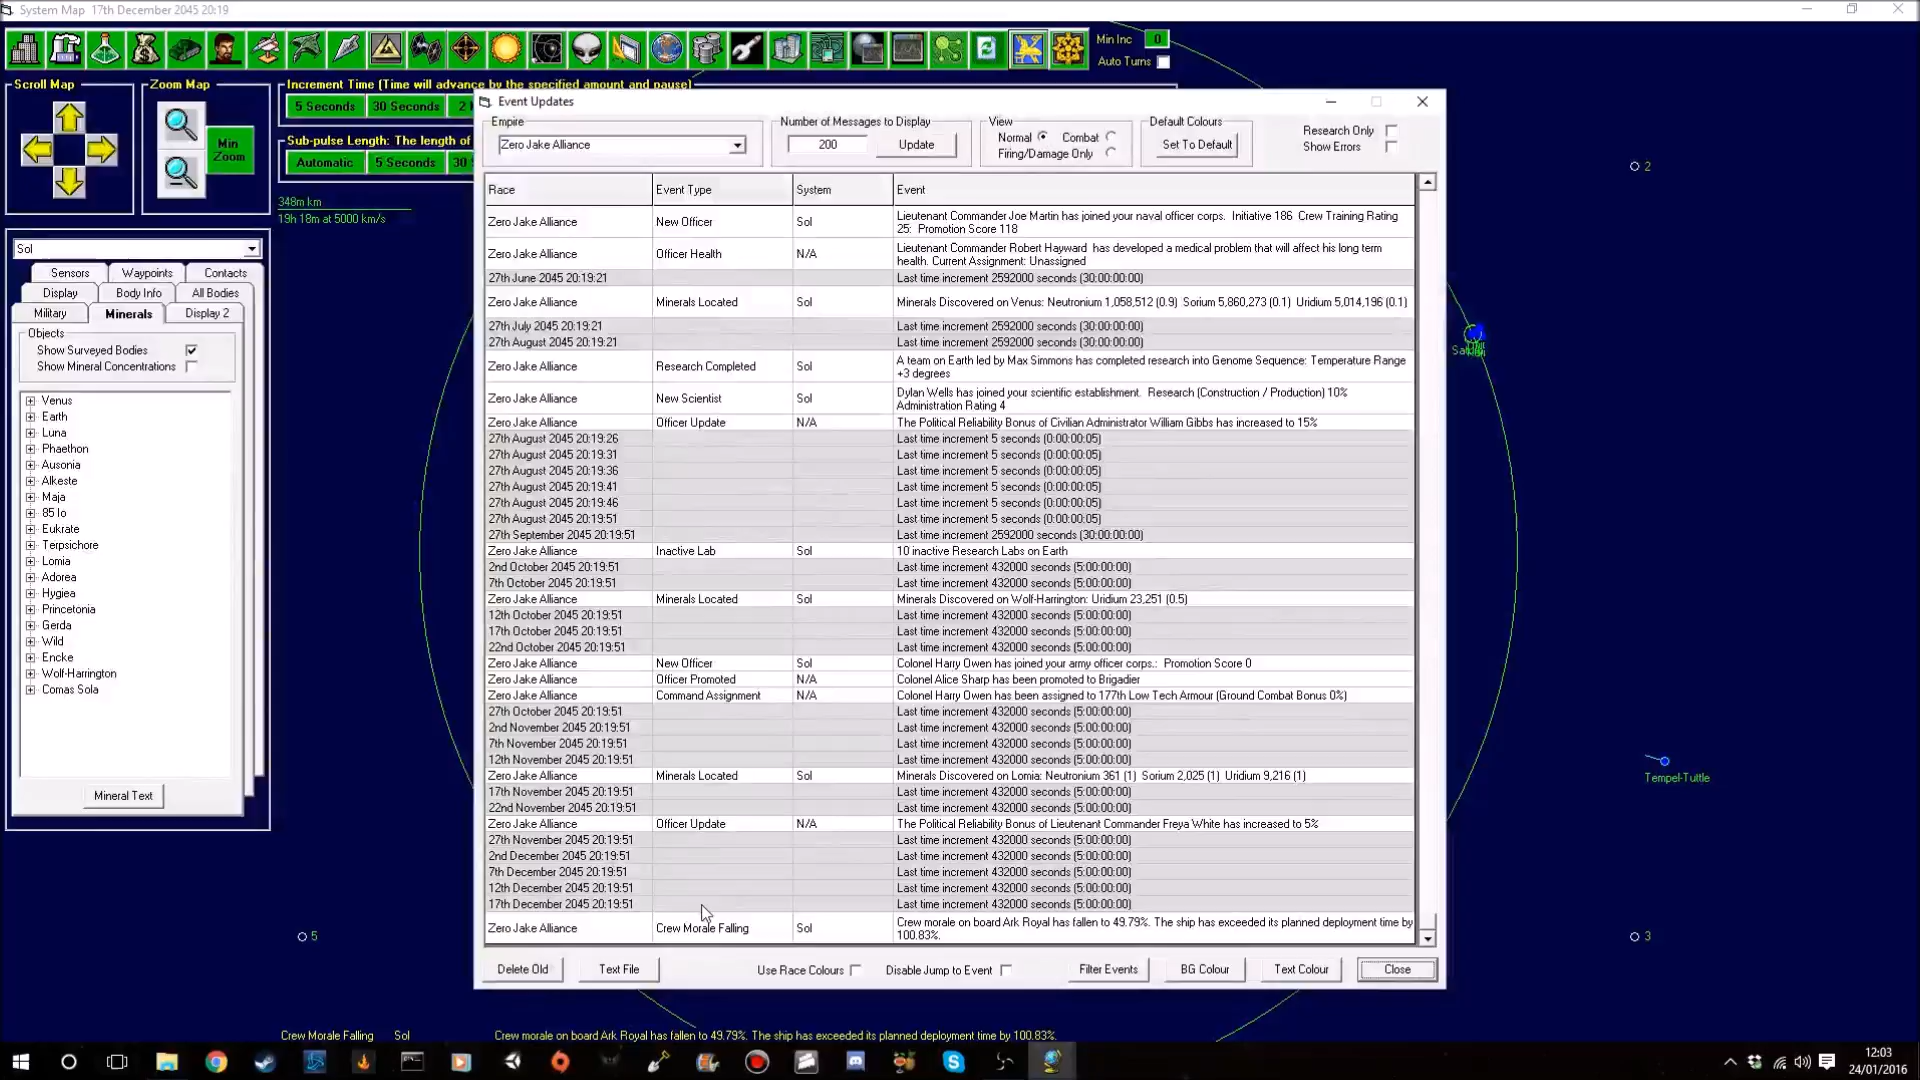 System Map 17th December 2045 20:19
Min Inc 0
Auto Turns
Scroll Map
Zoom Map
Min Zoom
Increment Time (Time will advance by the specified amount and pause)
5 Seconds 30 Seconds
Sub-pulse Length: The length of
Automatic 5 Seconds
348m km
19h 18m at 5000 km/s
Sol
Sensors Waypoints Contacts
Display Body Info All Bodies
Military Minerals Display 2
Objects
Show Surveyed Bodies
Show Mineral Concentrations
Venus
Earth
Luna
Phaethon
Ausonia
Alkeste
Maja
85 Io
Eukrate
Terpsichore
Lomia
Adorea
Hygiea
Princetonia
Gerda
Wild
Encke
Wolf-Harrington
Comas Sola
Mineral Text
Event Updates
Empire
Zero Jake Alliance
Number of Messages to Display
200 Update
View
Normal Combat
Firing/Damage Only
Default Colours
Set To Default
Research Only
Show Errors
Race Event Type System Event
Zero Jake Alliance New Officer Sol Lieutenant Commander Joe Martin has joined your naval officer corps. Initiative 186 Crew Training Rating
25: Promotion Score 118
Zero Jake Alliance Officer Health N/A Lieutenant Commander Robert Hayward has developed a medical problem that will affect his long term
health. Current Assignment: Unassigned
27th June 2045 20:19:21 Last time increment 2592000 seconds (30:00:00:00)
Zero Jake Alliance Minerals Located Sol Minerals Discovered on Venus: Neutronium 1,058,512 (0.9) Sorium 5,860,273 (0.1) Uridium 5,014,196 (0.1)
27th July 2045 20:19:21 Last time increment 2592000 seconds (30:00:00:00)
27th August 2045 20:19:21 Last time increment 2592000 seconds (30:00:00:00)
Zero Jake Alliance Research Completed Sol A team on Earth led by Max Simmons has completed research into Genome Sequence: Temperature Range
+3 degrees
Zero Jake Alliance New Scientist Sol Dylan Wells has joined your scientific establishment. Research (Construction / Production) 10%
Administration Rating 4
Zero Jake Alliance Officer Update N/A The Political Reliability Bonus of Civilian Administrator William Gibbs has increased to 15%
27th August 2045 20:19:26 Last time increment 5 seconds (0:00:00:05)
27th August 2045 20:19:31 Last time increment 5 seconds (0:00:00:05)
27th August 2045 20:19:36 Last time increment 5 seconds (0:00:00:05)
27th August 2045 20:19:41 Last time increment 5 seconds (0:00:00:05)
27th August 2045 20:19:46 Last time increment 5 seconds (0:00:00:05)
27th August 2045 20:19:51 Last time increment 5 seconds (0:00:00:05)
27th September 2045 20:19:51 Last time increment 2592000 seconds (30:00:00:00)
Zero Jake Alliance Inactive Lab Sol 10 inactive Research Labs on Earth
2nd October 2045 20:19:51 Last time increment 432000 seconds (5:00:00:00)
7th October 2045 20:19:51 Last time increment 432000 seconds (5:00:00:00)
Zero Jake Alliance Minerals Located Sol Minerals Discovered on Wolf-Harrington: Uridium 23,251 (0.5)
12th October 2045 20:19:51 Last time increment 432000 seconds (5:00:00:00)
17th October 2045 20:19:51 Last time increment 432000 seconds (5:00:00:00)
22nd October 2045 20:19:51 Last time increment 432000 seconds (5:00:00:00)
Zero Jake Alliance New Officer Sol Colonel Harry Owen has joined your army officer corps.: Promotion Score 0
Zero Jake Alliance Officer Promoted N/A Colonel Alice Sharp has been promoted to Brigadier
Zero Jake Alliance Command Assignment N/A Colonel Harry Owen has been assigned to 177th Low Tech Armour (Ground Combat Bonus 0%)
27th October 2045 20:19:51 Last time increment 432000 seconds (5:00:00:00)
2nd November 2045 20:19:51 Last time increment 432000 seconds (5:00:00:00)
7th November 2045 20:19:51 Last time increment 432000 seconds (5:00:00:00)
12th November 2045 20:19:51 Last time increment 432000 seconds (5:00:00:00)
Zero Jake Alliance Minerals Located Sol Minerals Discovered on Lomia: Neutronium 361 (1) Sorium 2,025 (1) Uridium 9,216 (1)
17th November 2045 20:19:51 Last time increment 432000 seconds (5:00:00:00)
22nd November 2045 20:19:51 Last time increment 432000 seconds (5:00:00:00)
Zero Jake Alliance Officer Update N/A The Political Reliability Bonus of Lieutenant Commander Freya White has increased to 5%
27th November 2045 20:19:51 Last time increment 432000 seconds (5:00:00:00)
2nd December 2045 20:19:51 Last time increment 432000 seconds (5:00:00:00)
7th December 2045 20:19:51 Last time increment 432000 seconds (5:00:00:00)
12th December 2045 20:19:51 Last time increment 432000 seconds (5:00:00:00)
17th December 2045 20:19:51 Last time increment 432000 seconds (5:00:00:00)
Zero Jake Alliance Crew Morale Falling Sol Crew morale on board Ark Royal has fallen to 49.79%. The ship has exceeded its planned deployment time by
100.83%.
Delete Old Text File Use Race Colours Disable Jump to Event Filter Events BG Colour Text Colour Close
2
Tempel-Tuttle
5
3
Crew Morale Falling Sol Crew morale on board Ark Royal has fallen to 49.79%. The ship has exceeded its planned deployment time by 100.83%.
12:03
24/01/2016